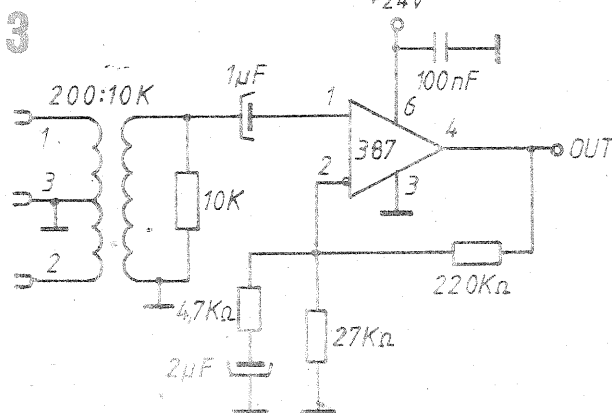 3
+24V
100nF
1µF
200:10K
1
3
2
10K
1
2
6
387
4
3
OUT
220KΩ
4,7KΩ
27KΩ
2µF